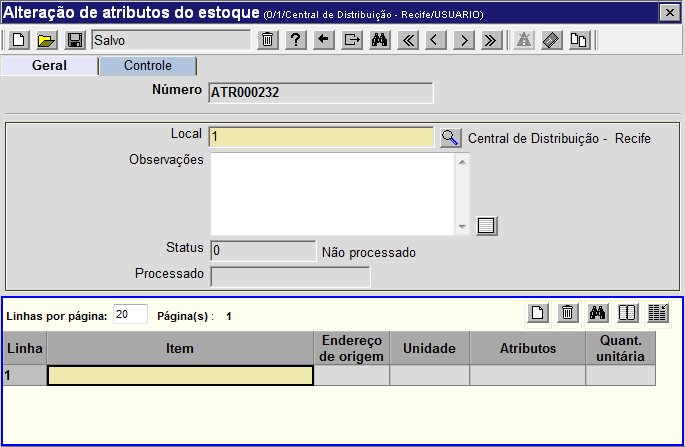 Alteração de atributos do estoque (0/1/Central de Distribuição - Recife/USUARIO)
Salvo
Geral Controle
Número ATR000232
Local 1 Central de Distribuição - Recife
Observações
Status 0 Não processado
Processado
Linhas por página: 20 Página(s) : 1
Linha Item Endereço de origem Unidade Atributos Quant. unitária
1